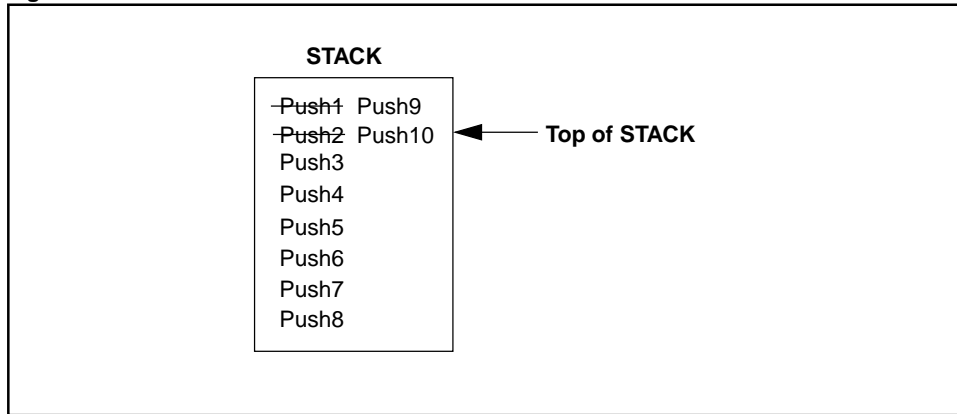 STACK
Push1 Push9
Push2 Push10
Top of STACK
Push3
Push4
Push5
Push6
Push7
Push8